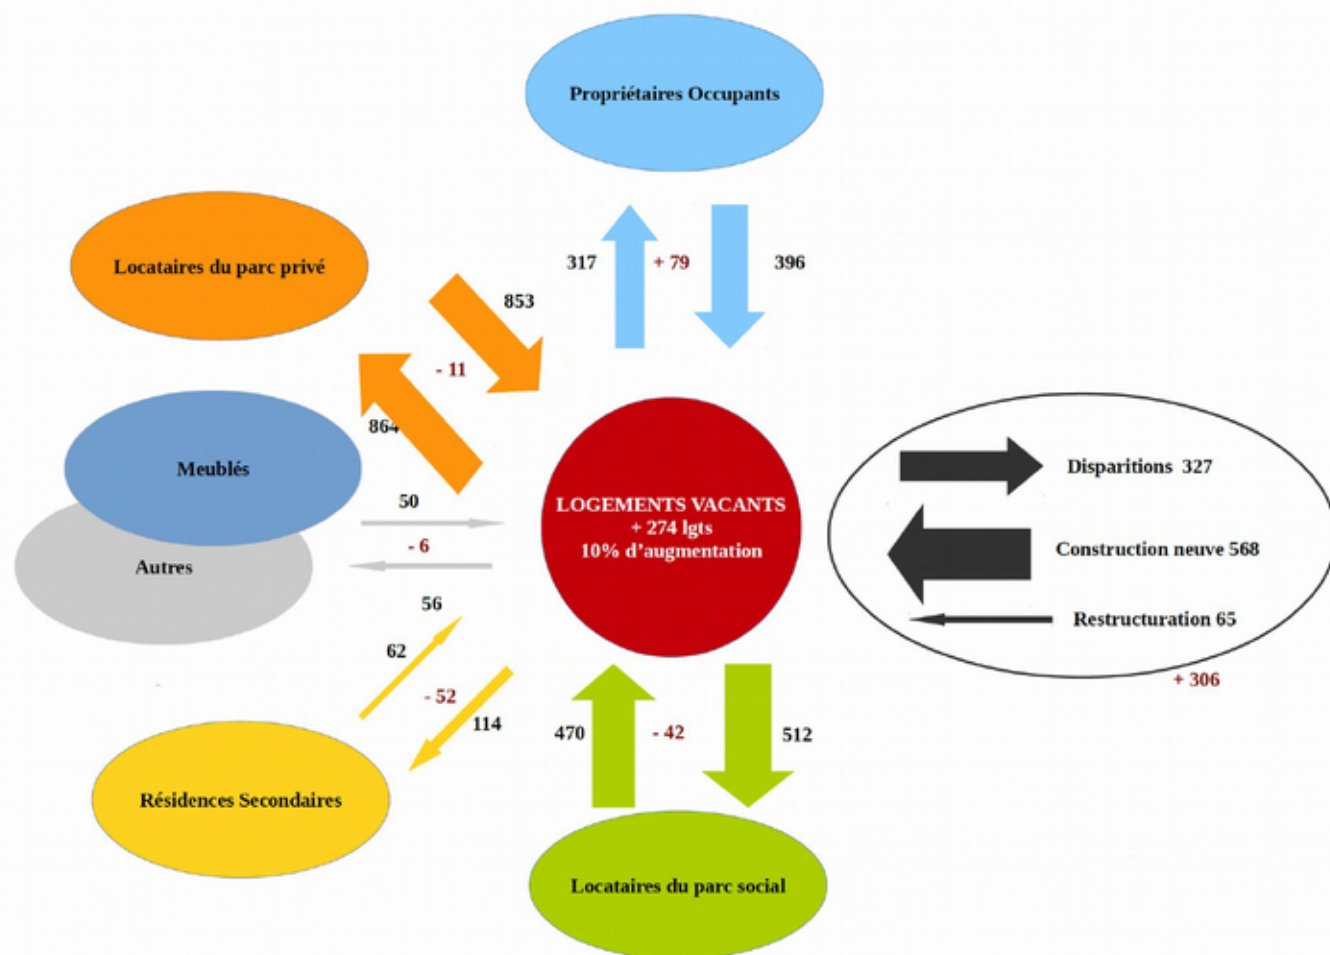 Propriétaires Occupants
Locataires du parc privé
317
+ 79
396
853
- 11
864
Meublés
50
- 6
Autres
56
LOGEMENTS VACANTS
+ 274 lgts
10% d’augmentation
Disparitions 327
Construction neuve 568
Restructuration 65
+ 306
62
- 52
114
470
- 42
512
Résidences Secondaires
Locataires du parc social